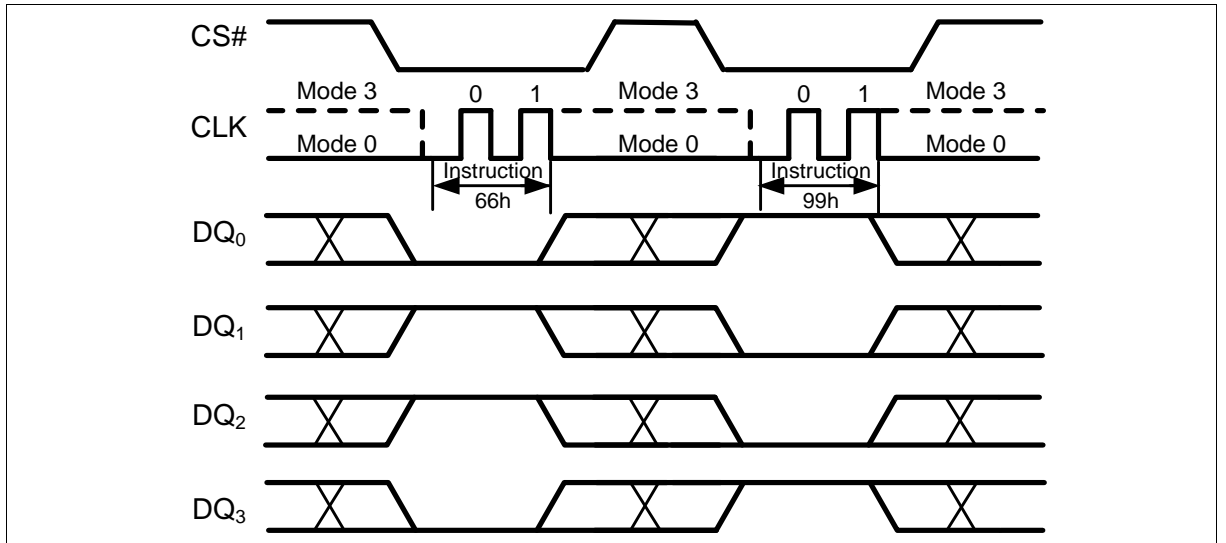 CS#
Mode 3 0 1 Mode 3 0 1 Mode 3
CLK
Mode 0 Mode 0 Mode 0
Instruction Instruction
66h 99h
DQ0
DQ1
DQ2
DQ3